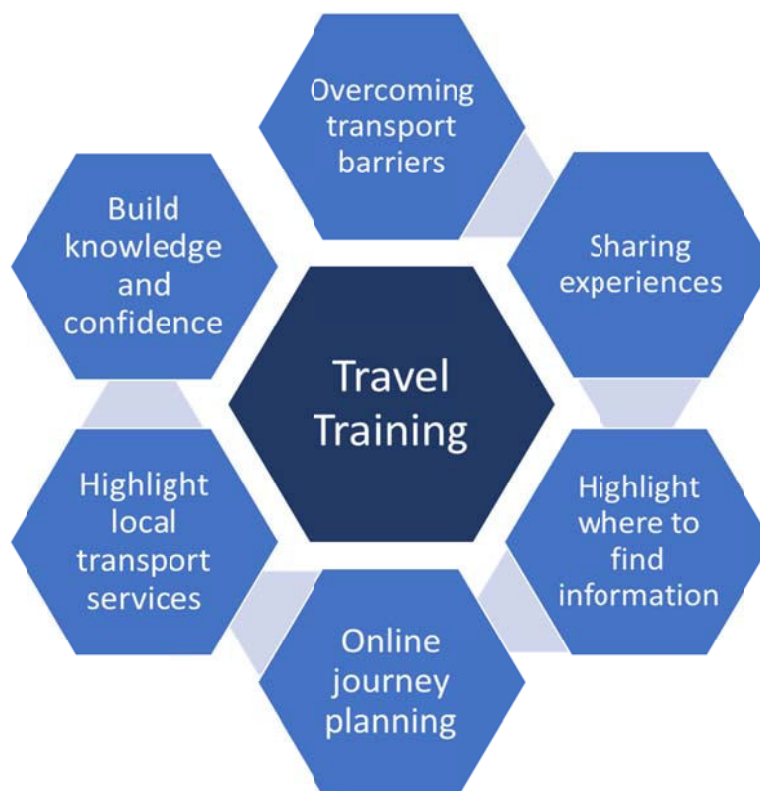 Overcoming
transport
barriers
Sharing
experiences
Highlight
where to
find
information
Online
journey
planning
Highlight
local
transport
services
Build
knowledge
and
confidence
Travel
Training